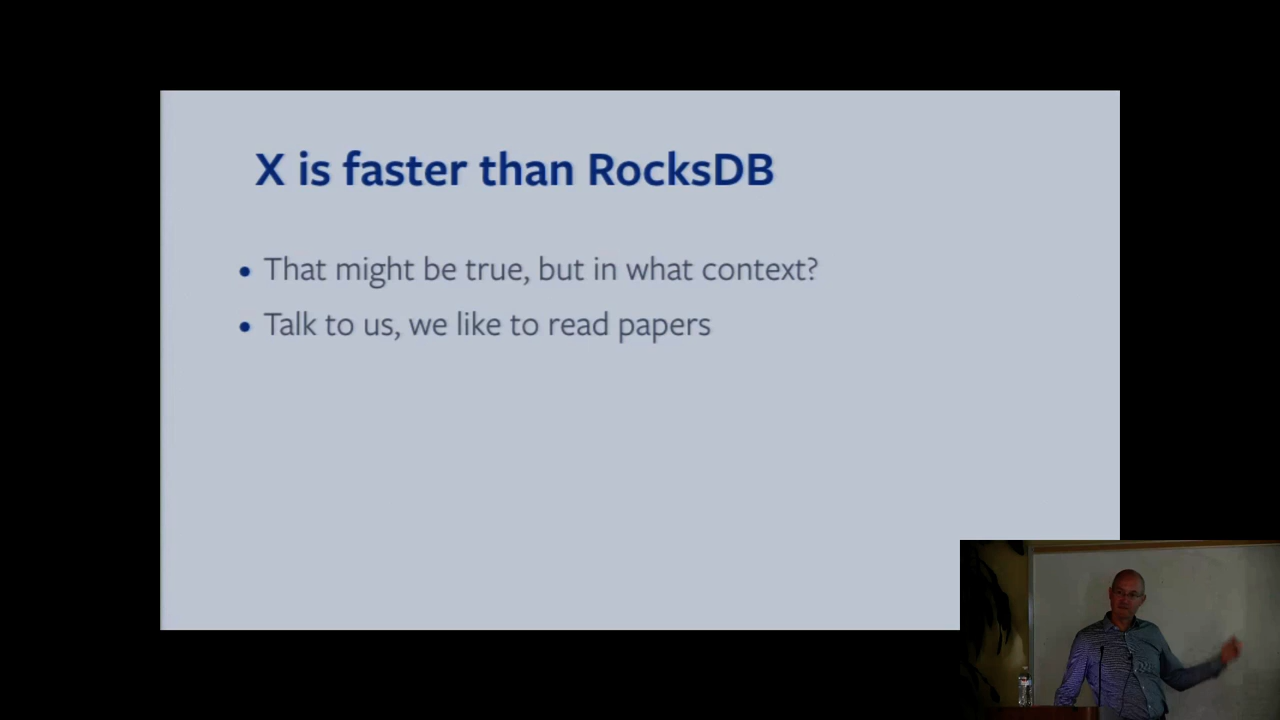 X is faster than RocksDB
• That might be true, but in what context?
• Talk to us, we like to read papers